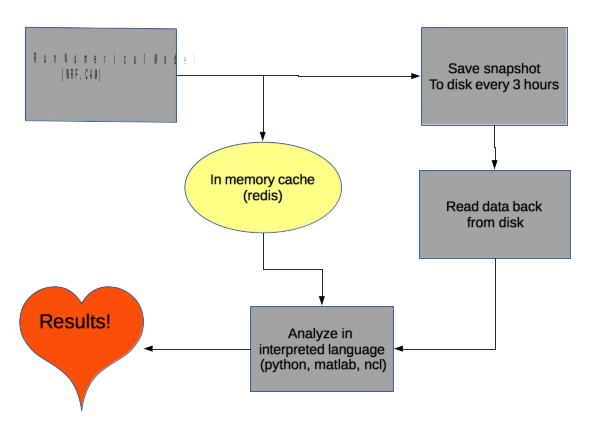 Run Numerical Model
(WRF, CAM)
Save snapshot
To disk every 3 hours
In memory cache
(redis)
Read data back
from disk
Results!
Analyze in
interpreted language
(python, matlab, ncl)